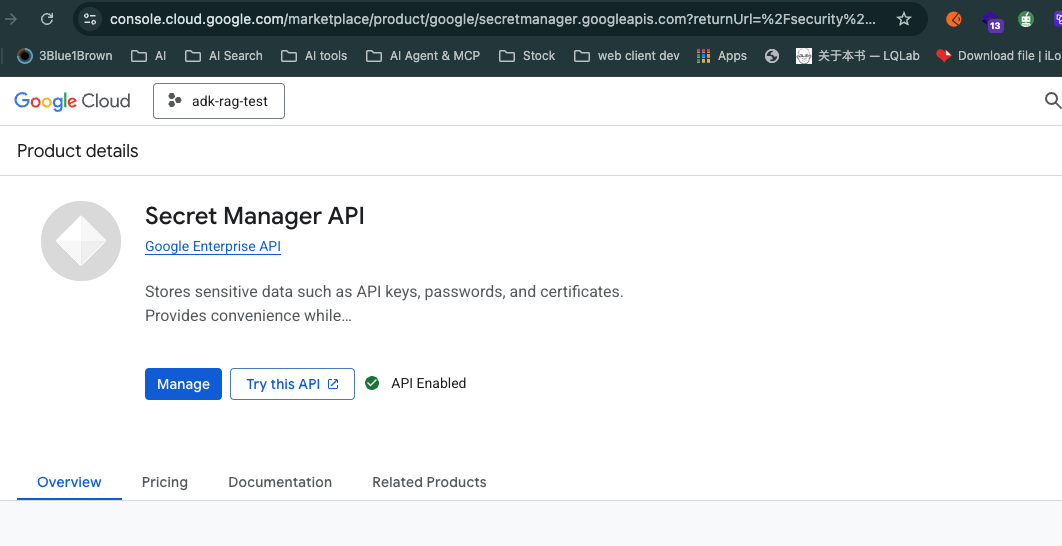 console.cloud.google.com/marketplace/product/google/secretmanager.googleapis.com?returnUrl=%2Fsecurity%2...
13
3Blue1Brown AI AI Search AI tools AI Agent & MCP Stock web client dev Apps 关于本书 — LQLab Download file | iLo
Google Cloud adk-rag-test
Product details
Secret Manager API
Google Enterprise API
Stores sensitive data such as API keys, passwords, and certificates.
Provides convenience while…
Manage Try this API API Enabled
Overview Pricing Documentation Related Products